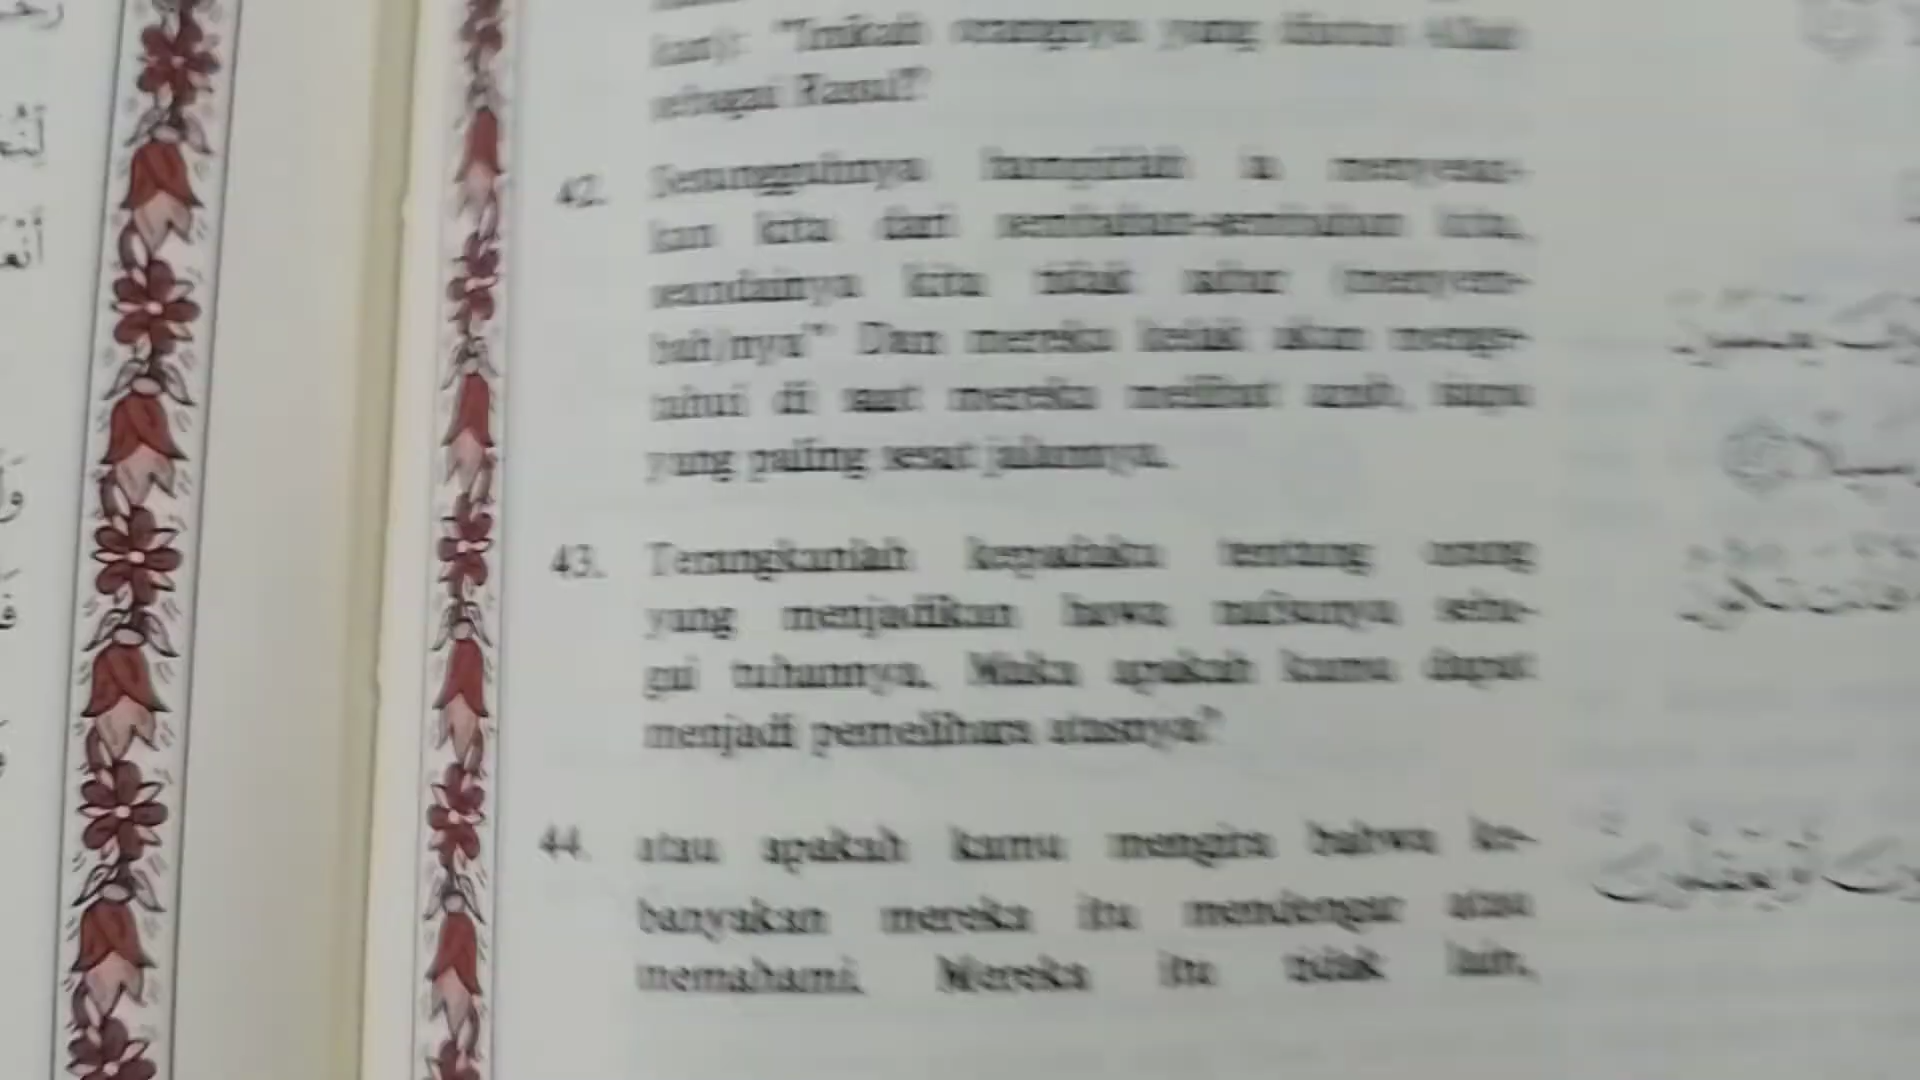 kan): "Inikah orangnya yang diutus Allah
sebagai Rasul?"
42. Sesungguhnya hampirlah ia menyesat-
kan kita dari sembahan-sembahan kita,
seandainya kita tidak sabar (menyem-
bah)nya" Dan mereka kelak akan menge-
tahui di saat mereka melihat azab, siapa
yang paling sesat jalannya.
43. Terangkanlah kepadaku tentang orang
yang menjadikan hawa nafsunya seba-
gai tuhannya. Maka apakah kamu dapat
menjadi pemelihara atasnya?
44. atau apakah kamu mengira bahwa ke-
banyakan mereka itu mendengar atau
memahami. Mereka itu tidak lain,